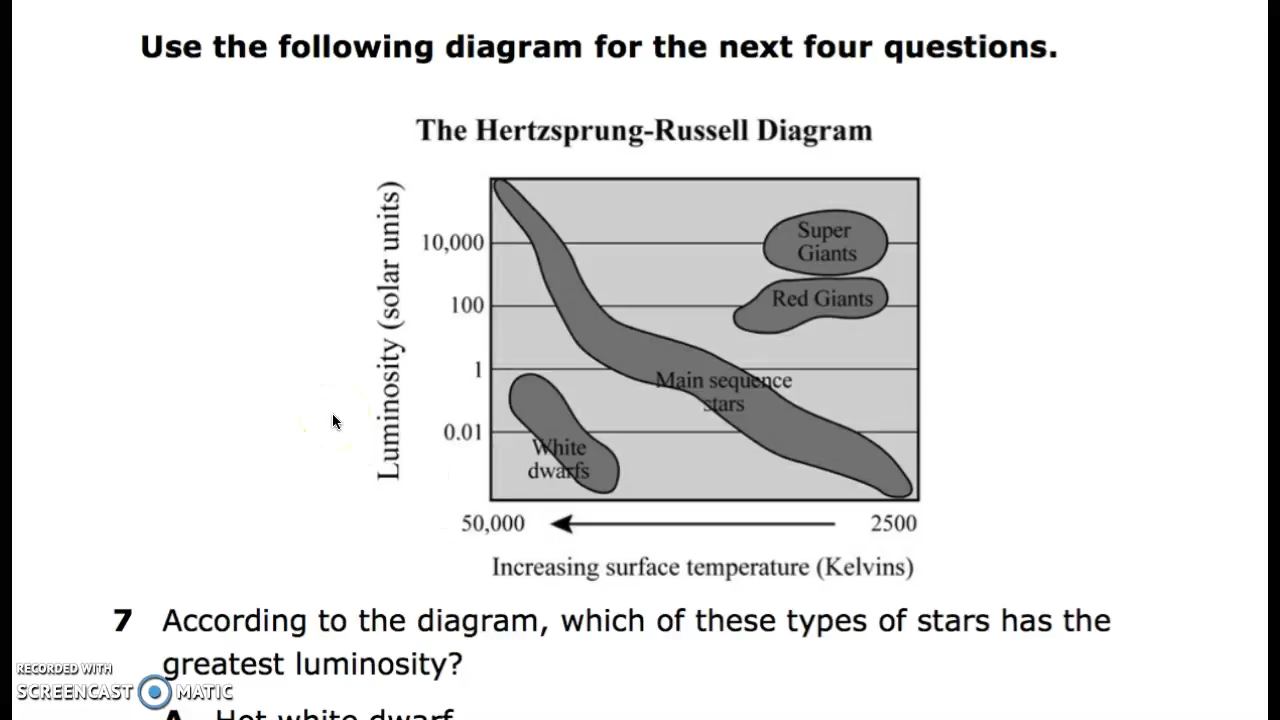 Use the following diagram for the next four questions.
The Hertzsprung-Russell Diagram
Luminosity (solar units)
10,000
100
1
0.01
Super
Giants
Red Giants
Main sequence
stars
White
dwarfs
50,000
2500
Increasing surface temperature (Kelvins)
7 According to the diagram, which of these types of stars has the
greatest luminosity?
RECORDED WITH
SCREENCAST MATIC
A Hot white dwarf